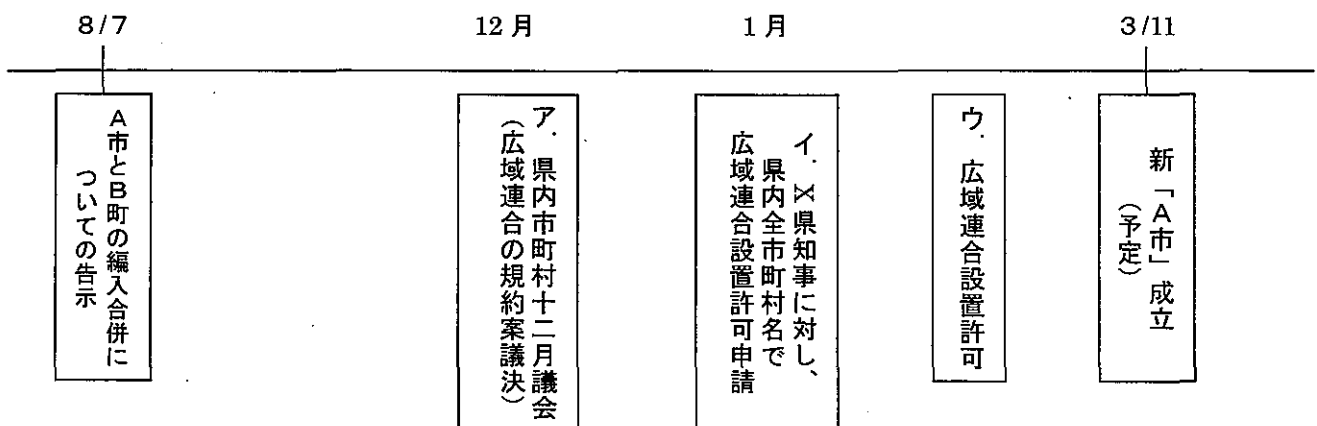 8/7
12月
1月
3/11
A市とB町の編入合併に
ついての告示
ア．県内市町村十二月議会
（広域連合の規約案議決）
イ．X県知事に対し、
県内全市町村名で
広域連合設置許可申請
ウ．広域連合設置許可
新「A市」成立
（予定）